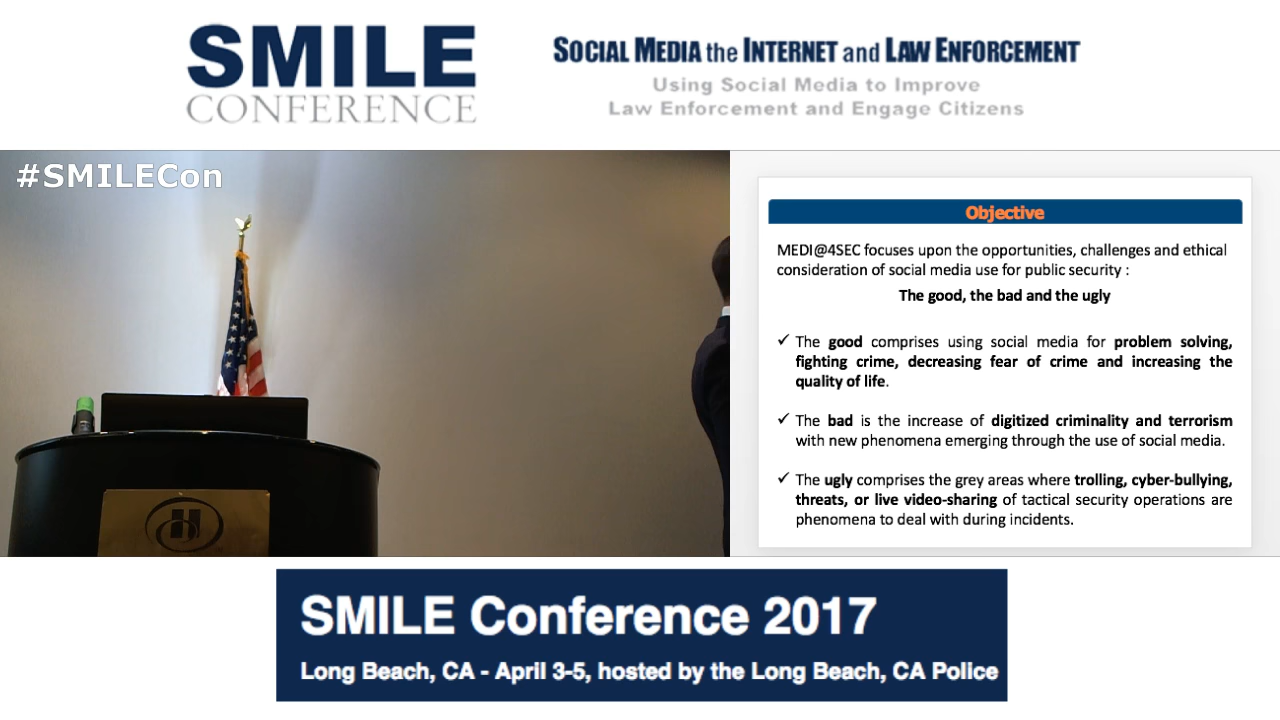 SMILE
CONFERENCE
SOCIAL MEDIA the INTERNET and LAW ENFORCEMENT
Using Social Media to Improve
Law Enforcement and Engage Citizens
#SMILECon
Objective
MEDI@4SEC focuses upon the opportunities, challenges and ethical
consideration of social media use for public security :
The good, the bad and the ugly
✓ The good comprises using social media for problem solving,
fighting crime, decreasing fear of crime and increasing the
quality of life.
✓ The bad is the increase of digitized criminality and terrorism
with new phenomena emerging through the use of social media.
✓ The ugly comprises the grey areas where trolling, cyber-bullying,
threats, or live video-sharing of tactical security operations are
phenomena to deal with during incidents.
SMILE Conference 2017
Long Beach, CA - April 3-5, hosted by the Long Beach, CA Police